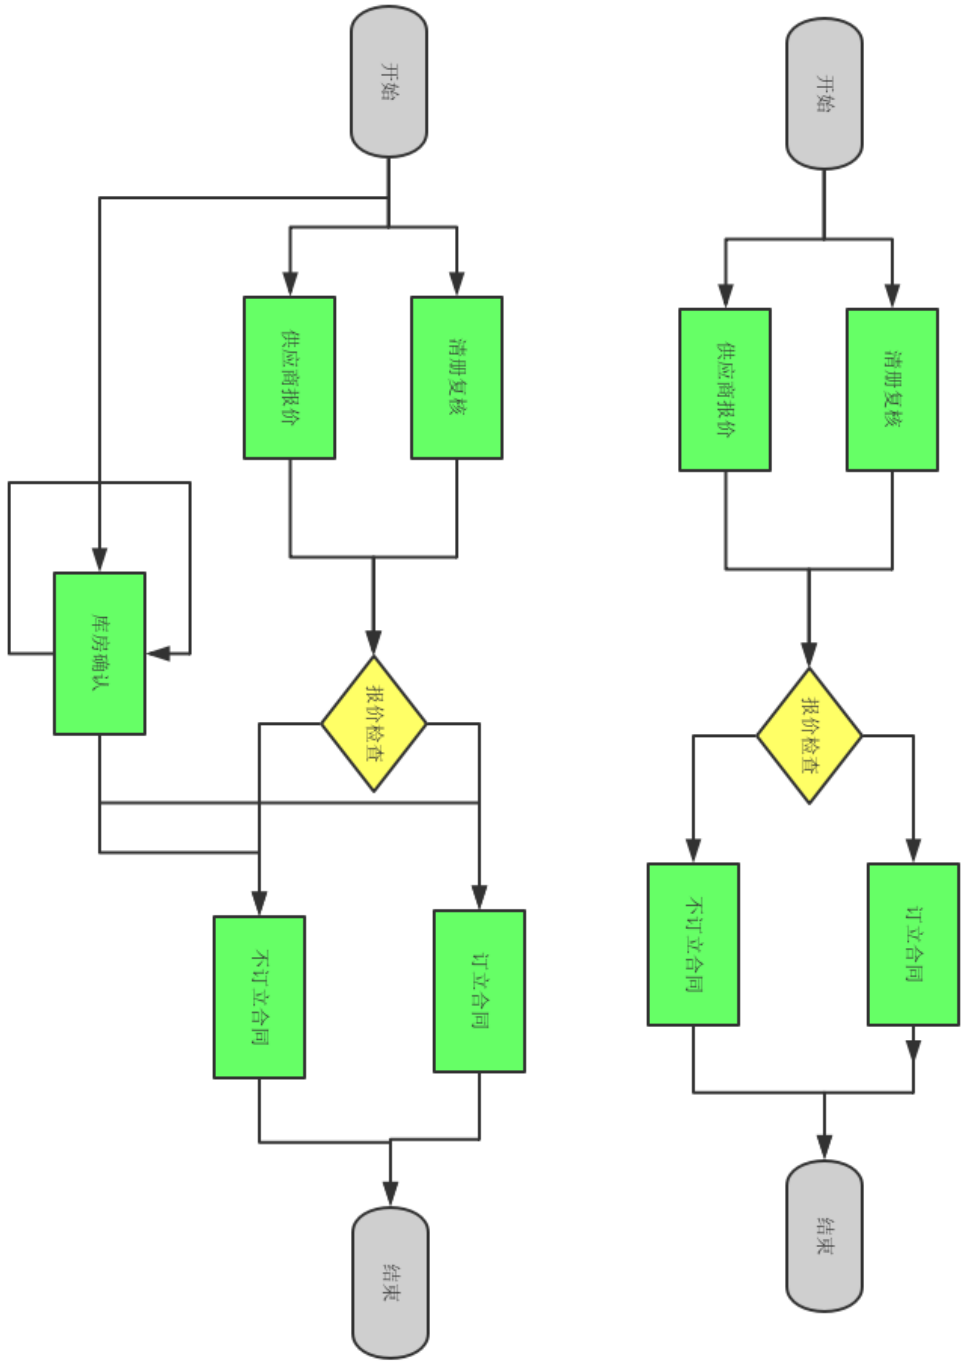 开始
清册复核
供应商报价
报价检查
订立合同
不订立合同
结束
开始
清册复核
供应商报价
报价检查
库房确认
订立合同
不订立合同
结束